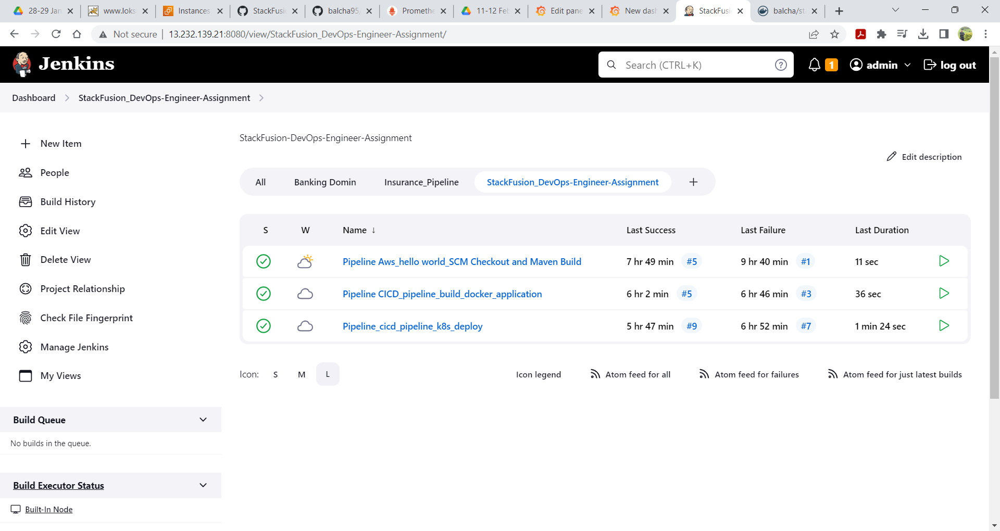 28-29 Jan
www.loks
Instances
StackFusi
balcha95/
Promethe
11-12 Feb
Edit pane
New dash
StackFusi
balcha/st
Not secure 13.232.139.21:8080/view/StackFusion_DevOps-Engineer-Assignment/
Jenkins
Search (CTRL+K)
?
1
admin
log out
Dashboard
StackFusion_DevOps-Engineer-Assignment
New Item
People
Build History
Edit View
Delete View
Project Relationship
Check File Fingerprint
Manage Jenkins
My Views
Build Queue
No builds in the queue.
Build Executor Status
Built-In Node
StackFusion-DevOps-Engineer-Assignment
Edit description
All Banking Domin Insurance_Pipeline StackFusion_DevOps-Engineer-Assignment +
S W Name ↓ Last Success Last Failure Last Duration
Pipeline Aws_hello world_SCM Checkout and Maven Build 7 hr 49 min #5 9 hr 40 min #1 11 sec
Pipeline CICD_pipeline_build_docker_application 6 hr 2 min #5 6 hr 46 min #3 36 sec
Pipeline_cicd_pipeline_k8s_deploy 5 hr 47 min #9 6 hr 52 min #7 1 min 24 sec
Icon: S M L Icon legend Atom feed for all Atom feed for failures Atom feed for just latest builds